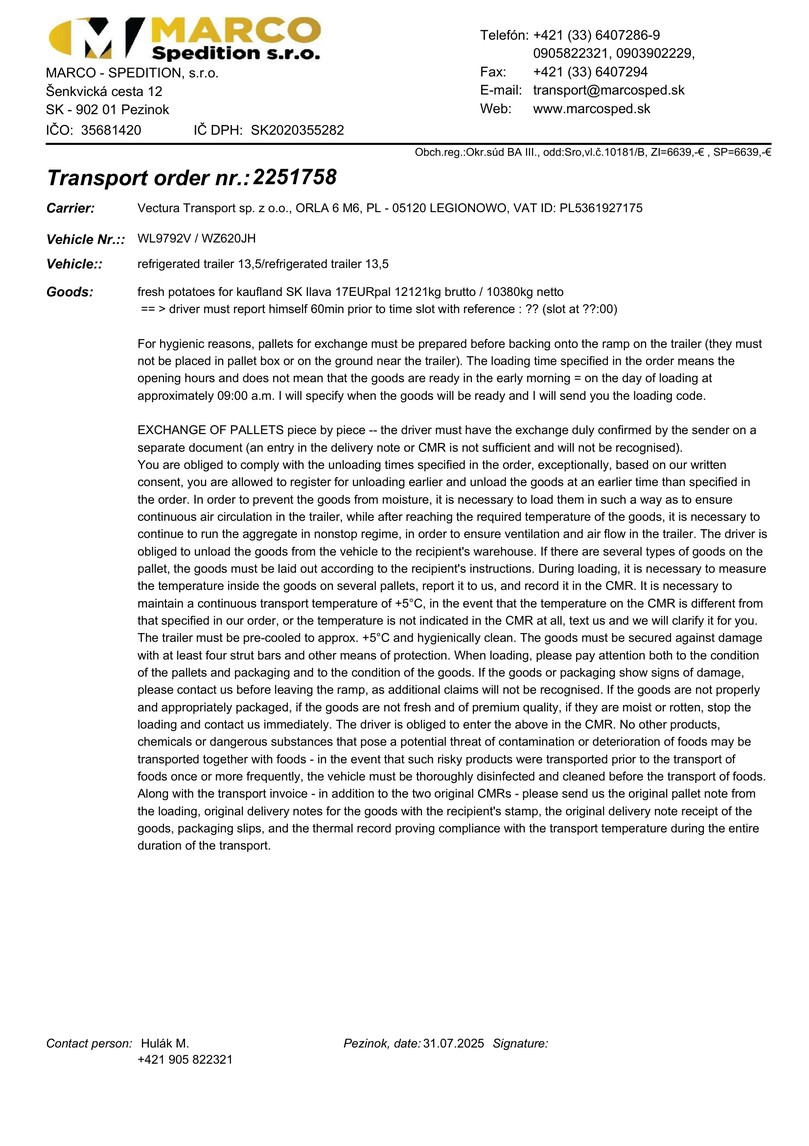 MARCO
Spedition s.r.o.
MARCO - SPEDITION, s.r.o.
Šenkvická cesta 12
SK - 902 01 Pezinok
IČO: 35681420 IČ DPH: SK2020355282
Telefón: +421 (33) 6407286-9
0905822321, 0903902229,
Fax: +421 (33) 6407294
E-mail: transport@marcosped.sk
Web: www.marcosped.sk
Obch.reg.:Okr.súd BA III., odd:Sro,vl.č.10181/B, ZI=6639,-€ , SP=6639,-€
Transport order nr.: 2251758
Carrier: Vectura Transport sp. z o.o., ORLA 6 M6, PL - 05120 LEGIONOWO, VAT ID: PL5361927175
Vehicle Nr.:: WL9792V / WZ620JH
Vehicle:: refrigerated trailer 13,5/refrigerated trailer 13,5
Goods: fresh potatoes for kaufland SK Ilava 17EURpal 12121kg brutto / 10380kg netto
== > driver must report himself 60min prior to time slot with reference : ?? (slot at ??:00)
For hygienic reasons, pallets for exchange must be prepared before backing onto the ramp on the trailer (they must
not be placed in pallet box or on the ground near the trailer). The loading time specified in the order means the
opening hours and does not mean that the goods are ready in the early morning = on the day of loading at
approximately 09:00 a.m. I will specify when the goods will be ready and I will send you the loading code.
EXCHANGE OF PALLETS piece by piece -- the driver must have the exchange duly confirmed by the sender on a
separate document (an entry in the delivery note or CMR is not sufficient and will not be recognised).
You are obliged to comply with the unloading times specified in the order, exceptionally, based on our written
consent, you are allowed to register for unloading earlier and unload the goods at an earlier time than specified in
the order. In order to prevent the goods from moisture, it is necessary to load them in such a way as to ensure
continuous air circulation in the trailer, while after reaching the required temperature of the goods, it is necessary to
continue to run the aggregate in nonstop regime, in order to ensure ventilation and air flow in the trailer. The driver is
obliged to unload the goods from the vehicle to the recipient's warehouse. If there are several types of goods on the
pallet, the goods must be laid out according to the recipient's instructions. During loading, it is necessary to measure
the temperature inside the goods on several pallets, report it to us, and record it in the CMR. It is necessary to
maintain a continuous transport temperature of +5°C, in the event that the temperature on the CMR is different from
that specified in our order, or the temperature is not indicated in the CMR at all, text us and we will clarify it for you.
The trailer must be pre-cooled to approx. +5°C and hygienically clean. The goods must be secured against damage
with at least four strut bars and other means of protection. When loading, please pay attention both to the condition
of the pallets and packaging and to the condition of the goods. If the goods or packaging show signs of damage,
please contact us before leaving the ramp, as additional claims will not be recognised. If the goods are not properly
and appropriately packaged, if the goods are not fresh and of premium quality, if they are moist or rotten, stop the
loading and contact us immediately. The driver is obliged to enter the above in the CMR. No other products,
chemicals or dangerous substances that pose a potential threat of contamination or deterioration of foods may be
transported together with foods - in the event that such risky products were transported prior to the transport of
foods once or more frequently, the vehicle must be thoroughly disinfected and cleaned before the transport of foods.
Along with the transport invoice - in addition to the two original CMRs - please send us the original pallet note from
the loading, original delivery notes for the goods with the recipient's stamp, the original delivery note receipt of the
goods, packaging slips, and the thermal record proving compliance with the transport temperature during the entire
duration of the transport.
Contact person: Hulák M. Pezinok, date: 31.07.2025 Signature:
+421 905 822321